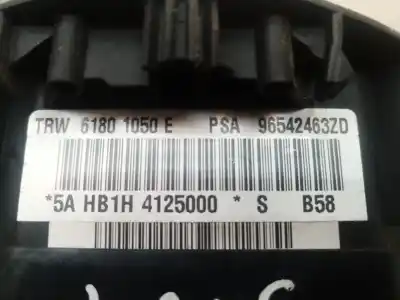 TRW 6180 1050 E PSA 96542463ZD
*5A HB1H 4125000 * S B58